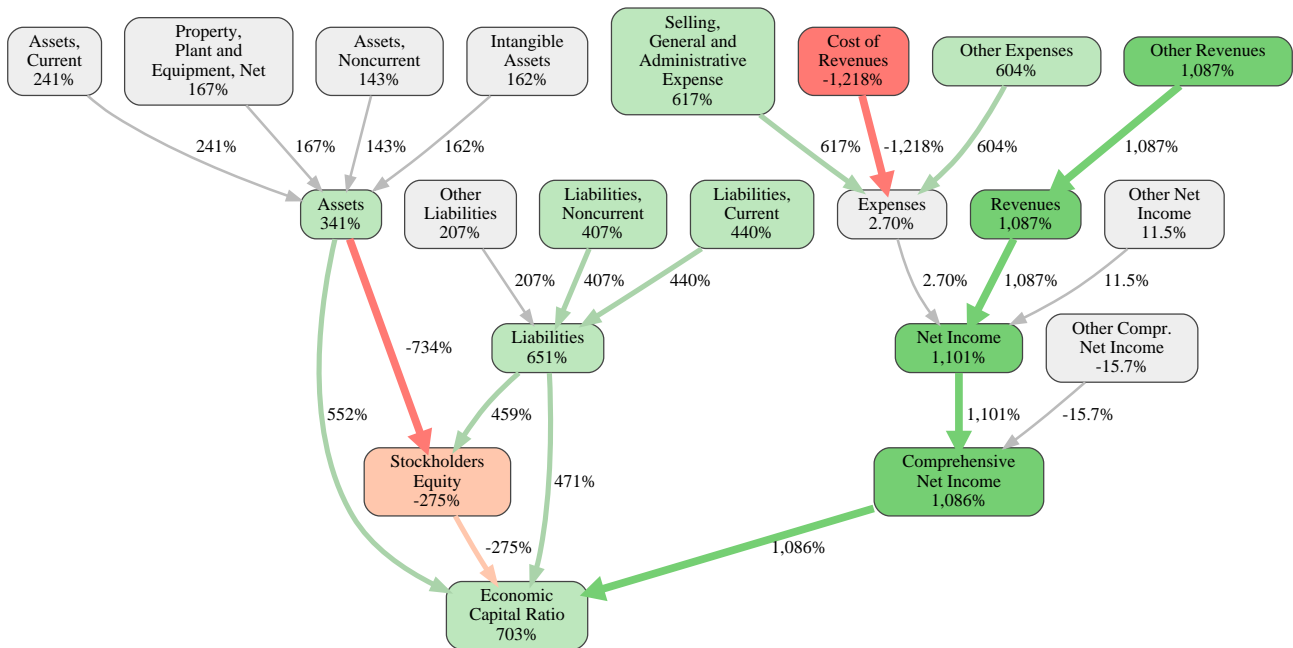 Assets,
Current
241%
Property,
Plant and
Equipment, Net
167%
Assets,
Noncurrent
143%
Intangible
Assets
162%
Selling,
General and
Administrative
Expense
617%
Cost of
Revenues
-1,218%
Other Expenses
604%
Other Revenues
1,087%
241%
167%
143%
162%
617%
-1,218%
604%
1,087%
Assets
341%
Other
Liabilities
207%
Liabilities,
Noncurrent
407%
Liabilities,
Current
440%
Expenses
2.70%
Revenues
1,087%
Other Net
Income
11.5%
207%
407%
440%
2.70%
1,087%
11.5%
-734%
Liabilities
651%
Net Income
1,101%
Other Compr.
Net Income
-15.7%
552%
459%
1,101%
-15.7%
Stockholders
Equity
-275%
471%
Comprehensive
Net Income
1,086%
-275%
1,086%
Economic
Capital Ratio
703%